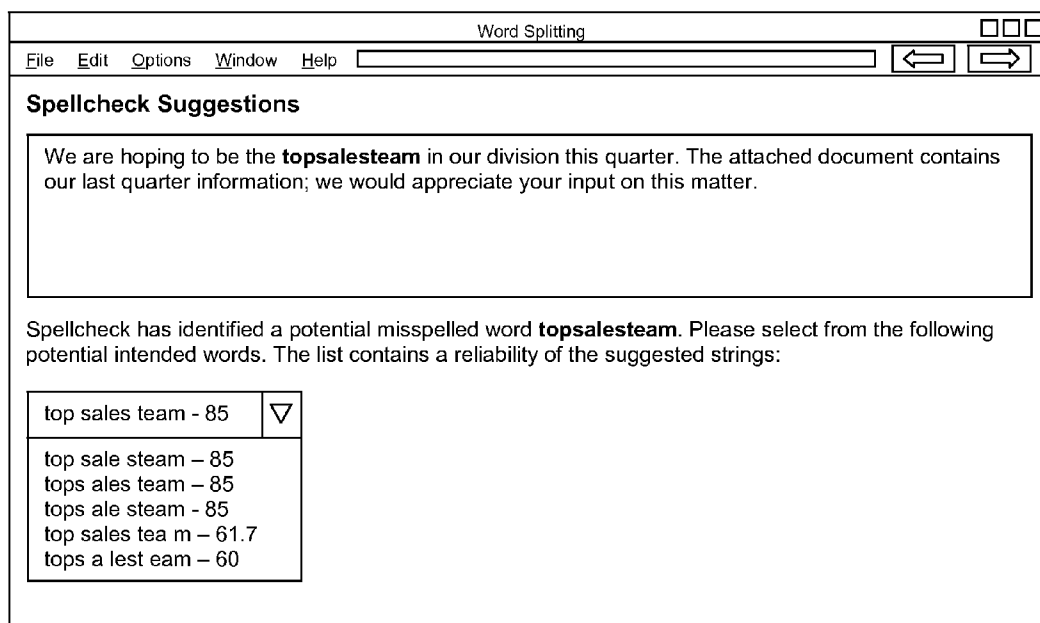 Word Splitting
File Edit Options Window Help
Spellcheck Suggestions
We are hoping to be the topsalesteam in our division this quarter. The attached document contains
our last quarter information; we would appreciate your input on this matter.
Spellcheck has identified a potential misspelled word topsalesteam. Please select from the following
potential intended words. The list contains a reliability of the suggested strings:
top sales team - 85
top sale steam – 85
tops ales team – 85
tops ale steam - 85
top sales tea m – 61.7
tops a lest eam – 60